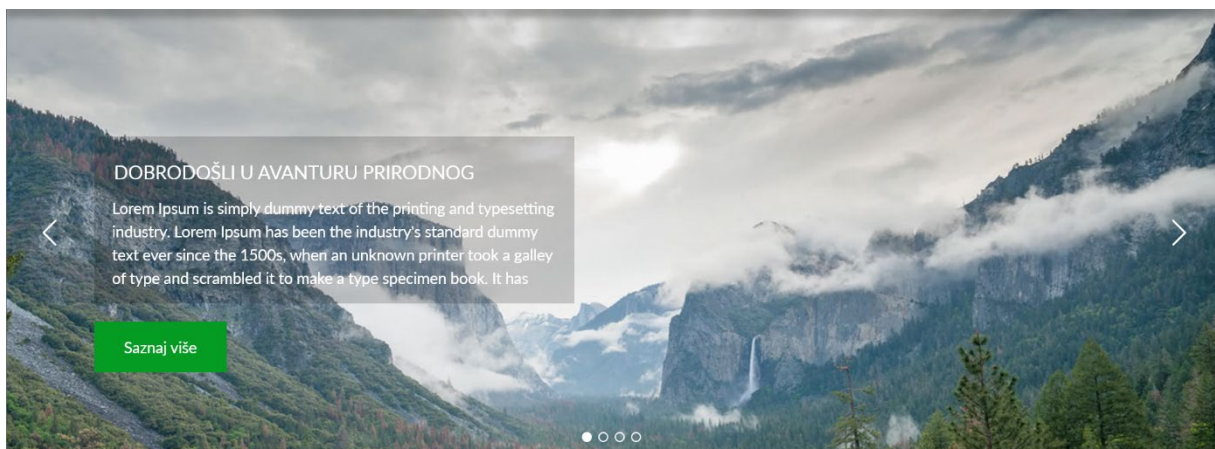 DOBRODOŠLI U AVANTURU PRIRODNOG
Lorem Ipsum is simply dummy text of the printing and typesetting
industry. Lorem Ipsum has been the industry's standard dummy
text ever since the 1500s, when an unknown printer took a galley
of type and scrambled it to make a type specimen book. It has
Saznaj više